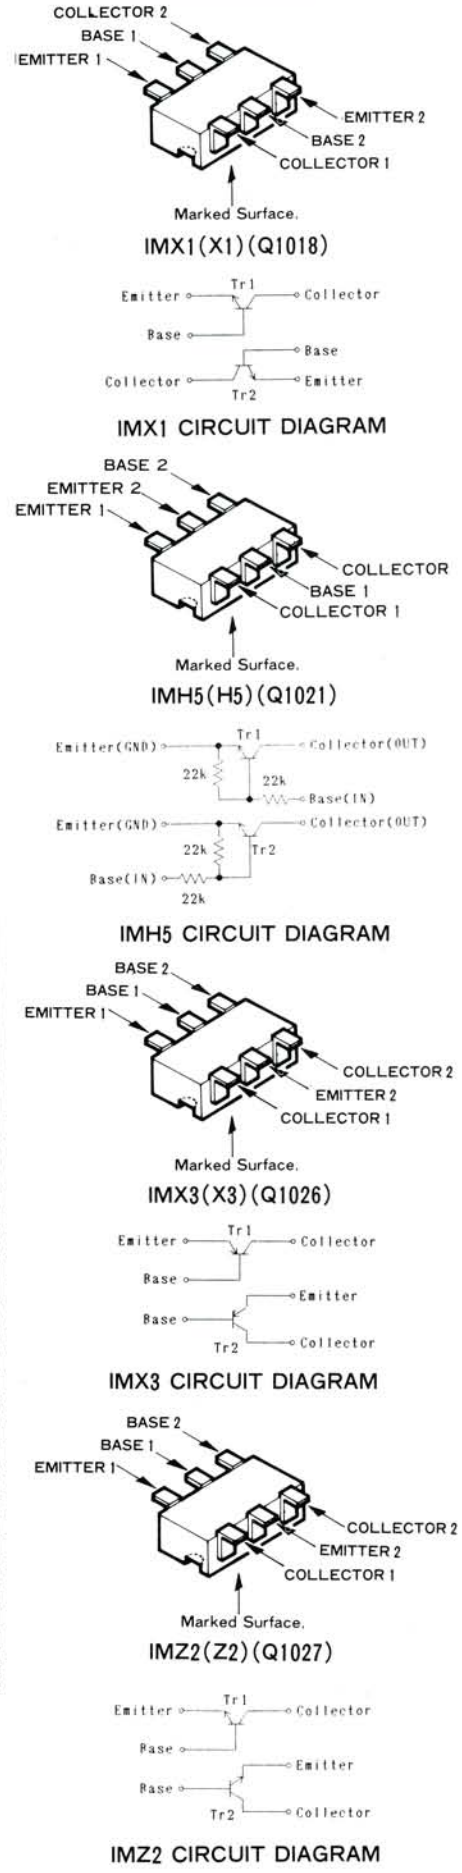 COLLECTOR 2
BASE 1
EMITTER 1
EMITTER 2
BASE 2
COLLECTOR 1
Marked Surface.
IMX1(X1)(Q1018)
Tr1
Emitter Collector
Base
Base
Collector Emitter
Tr2
IMX1 CIRCUIT DIAGRAM
BASE 2
EMITTER 2
EMITTER 1
COLLECTOR
BASE 1
COLLECTOR 1
Marked Surface.
IMH5(H5)(Q1021)
Tr1
Emitter(GND) Collector(OUT)
22k 22k
Base(IN)
Emitter(GND) Collector(OUT)
22k Tr2
Base(IN)
22k
IMH5 CIRCUIT DIAGRAM
BASE 2
BASE 1
EMITTER 1
COLLECTOR 2
EMITTER 2
COLLECTOR 1
Marked Surface.
IMX3(X3)(Q1026)
Tr1
Emitter Collector
Base
Emitter
Base
Tr2 Collector
IMX3 CIRCUIT DIAGRAM
BASE 2
BASE 1
EMITTER 1
COLLECTOR 2
EMITTER 2
COLLECTOR 1
Marked Surface.
IMZ2(Z2)(Q1027)
Tr1
Emitter Collector
Base
Emitter
Base
Tr2 Collector
IMZ2 CIRCUIT DIAGRAM